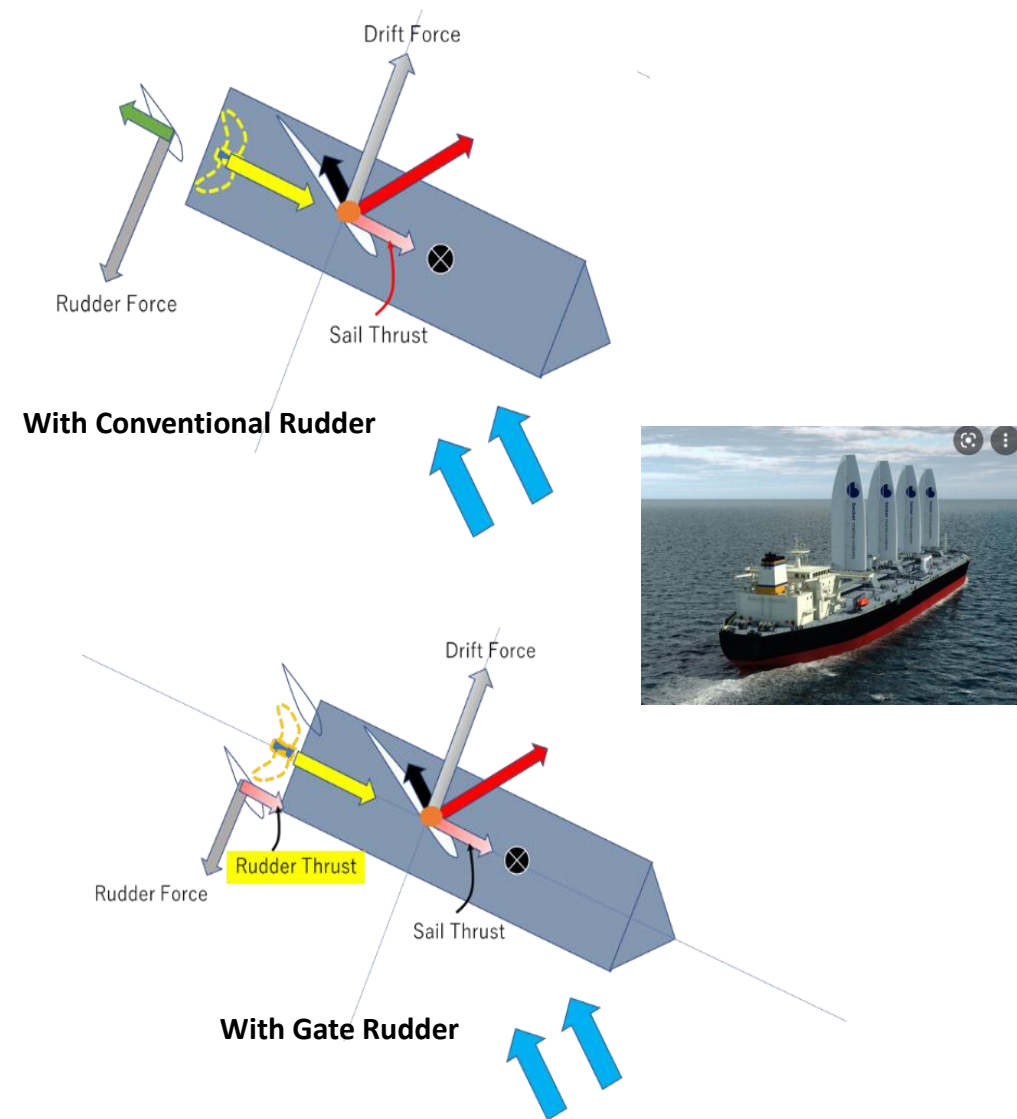 Drift Force
Rudder Force
Sail Thrust
With Conventional Rudder
Drift Force
Rudder Thrust
Rudder Force
Sail Thrust
With Gate Rudder